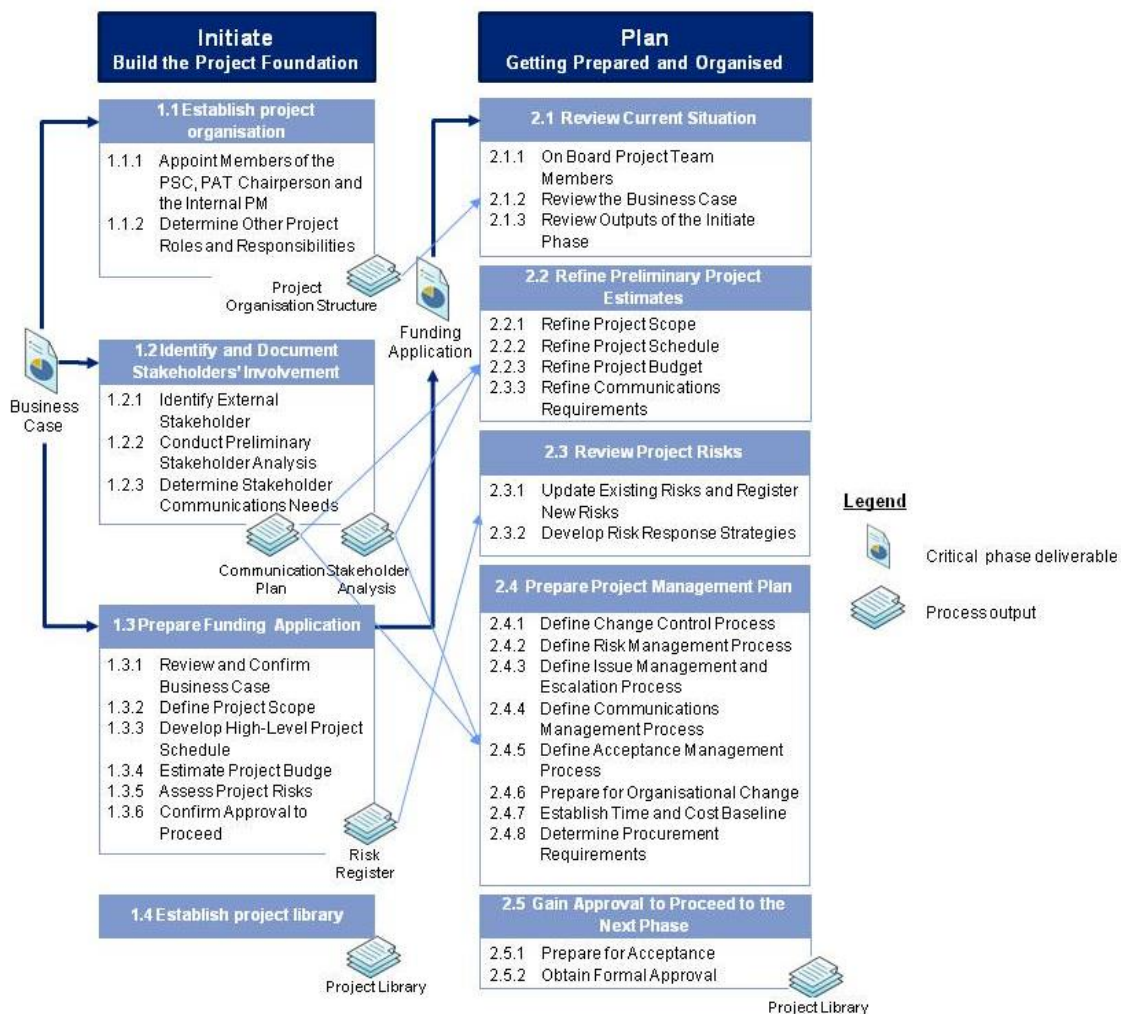 Initiate
Build the Project Foundation
1.1 Establish project
organisation
1.1.1 Appoint Members of the
PSC, PAT Chairperson and
the Internal PM
1.1.2 Determine Other Project
Roles and Responsibilities
Project
Organisation Structure
Business
Case
1.2 Identify and Document
Stakeholders' Involvement
1.2.1 Identify External
Stakeholder
1.2.2 Conduct Preliminary
Stakeholder Analysis
1.2.3 Determine Stakeholder
Communications Needs
Communication
Plan
Stakeholder
Analysis
1.3 Prepare Funding Application
1.3.1 Review and Confirm
Business Case
1.3.2 Define Project Scope
1.3.3 Develop High-Level Project
Schedule
1.3.4 Estimate Project Budget
1.3.5 Assess Project Risks
1.3.6 Confirm Approval to
Proceed
Risk
Register
1.4 Establish project library
Project Library
Funding
Application
Plan
Getting Prepared and Organised
2.1 Review Current Situation
2.1.1 On Board Project Team
Members
2.1.2 Review the Business Case
2.1.3 Review Outputs of the Initiate
Phase
2.2 Refine Preliminary Project
Estimates
2.2.1 Refine Project Scope
2.2.2 Refine Project Schedule
2.2.3 Refine Project Budget
2.3.3 Refine Communications
Requirements
2.3 Review Project Risks
2.3.1 Update Existing Risks and Register
New Risks
2.3.2 Develop Risk Response Strategies
2.4 Prepare Project Management Plan
2.4.1 Define Change Control Process
2.4.2 Define Risk Management Process
2.4.3 Define Issue Management and
Escalation Process
2.4.4 Define Communications
Management Process
2.4.5 Define Acceptance Management
Process
2.4.6 Prepare for Organisational Change
2.4.7 Establish Time and Cost Baseline
2.4.8 Determine Procurement
Requirements
2.5 Gain Approval to Proceed to the
Next Phase
2.5.1 Prepare for Acceptance
2.5.2 Obtain Formal Approval
Project Library
Legend
Critical phase deliverable
Process output